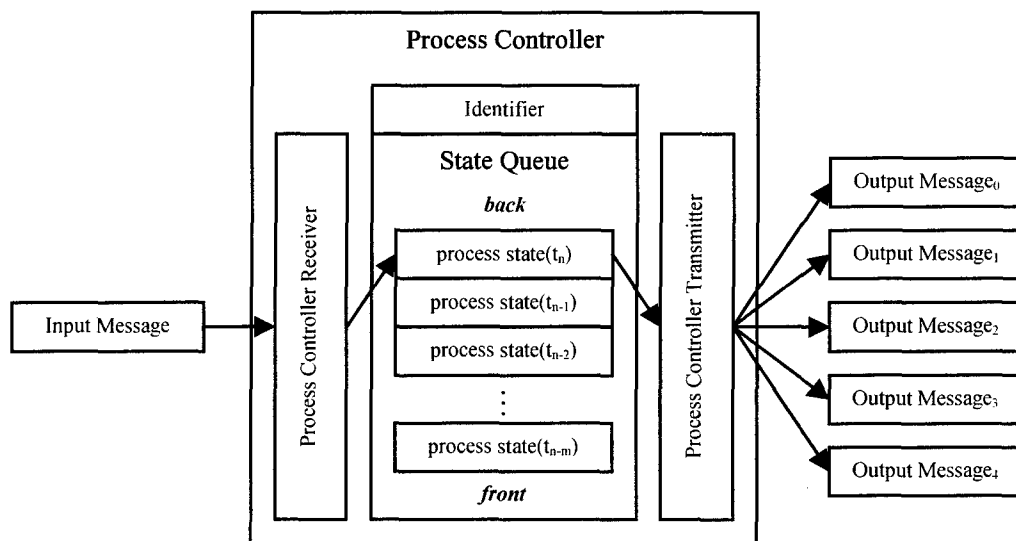 Process Controller
Identifier
State Queue
back
process state(tₙ)
process state(tₙ₋₁)
process state(tₙ₋₂)
⋮
process state(tₙ₋ₘ)
front
Input Message
Process Controller Receiver
Process Controller Transmitter
Output Message₀
Output Message₁
Output Message₂
Output Message₃
Output Message₄